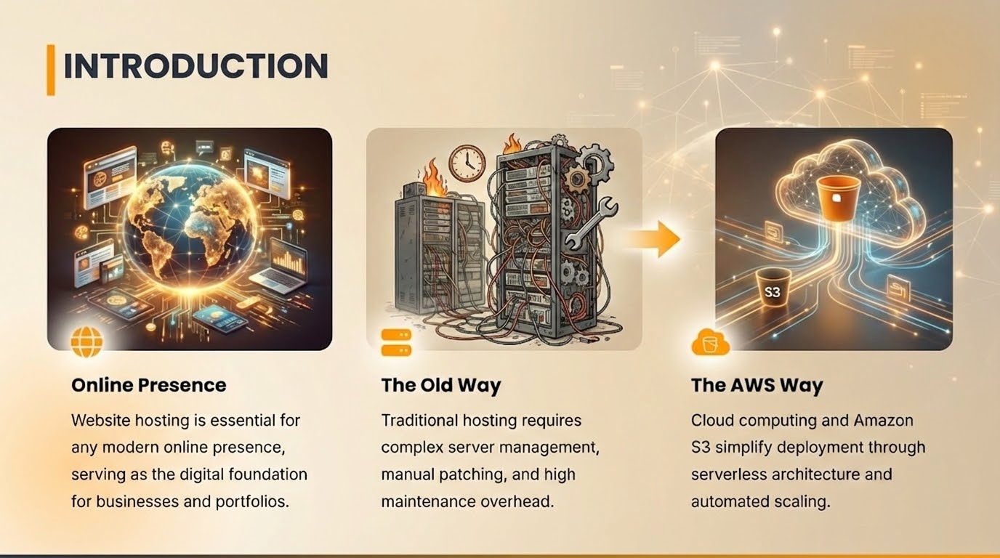 INTRODUCTION
Online Presence
Website hosting is essential for
any modern online presence,
serving as the digital foundation
for businesses and portfolios.
The Old Way
Traditional hosting requires
complex server management,
manual patching, and high
maintenance overhead.
S3
The AWS Way
Cloud computing and Amazon
S3 simplify deployment through
serverless architecture and
automated scaling.